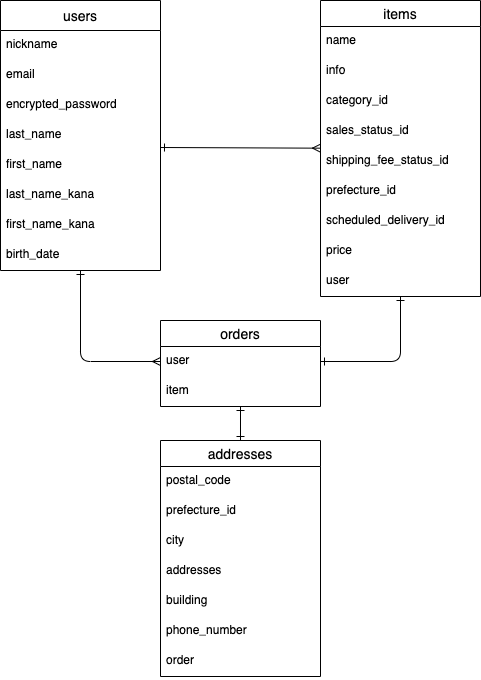 users
nickname
email
encrypted_password
last_name
first_name
last_name_kana
first_name_kana
birth_date
items
name
info
category_id
sales_status_id
shipping_fee_status_id
prefecture_id
scheduled_delivery_id
price
user
orders
user
item
addresses
postal_code
prefecture_id
city
addresses
building
phone_number
order